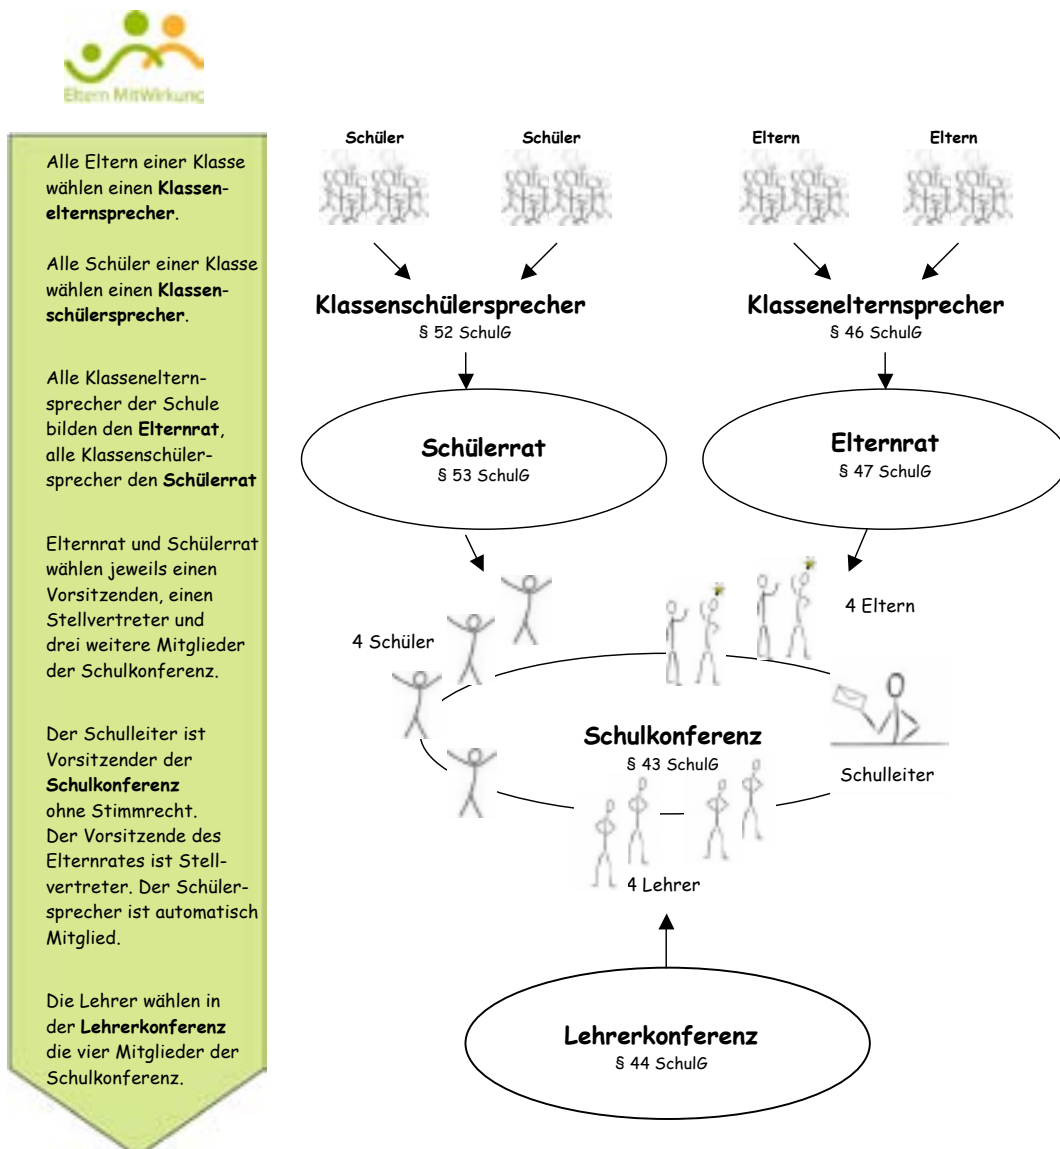 Eltern MitWirkung
Alle Eltern einer Klasse
wählen einen Klassen-
elternsprecher.
Alle Schüler einer Klasse
wählen einen Klassen-
schülersprecher.
Alle Klasseneltern-
sprecher der Schule
bilden den Elternrat,
alle Klassenschüler-
sprecher den Schülerrat
Elternrat und Schülerrat
wählen jeweils einen
Vorsitzenden, einen
Stellvertreter und
drei weitere Mitglieder
der Schulkonferenz.
Der Schulleiter ist
Vorsitzender der
Schulkonferenz
ohne Stimmrecht.
Der Vorsitzende des
Elternrates ist Stell-
vertreter. Der Schüler-
sprecher ist automatisch
Mitglied.
Die Lehrer wählen in
der Lehrerkonferenz
die vier Mitglieder der
Schulkonferenz.
Schüler
Schüler
Eltern
Eltern
Klassenschülersprecher
§ 52 SchulG
Klassenelternsprecher
§ 46 SchulG
Schülerrat
§ 53 SchulG
Elternrat
§ 47 SchulG
4 Schüler
4 Eltern
Schulkonferenz
§ 43 SchulG
Schulleiter
4 Lehrer
Lehrerkonferenz
§ 44 SchulG